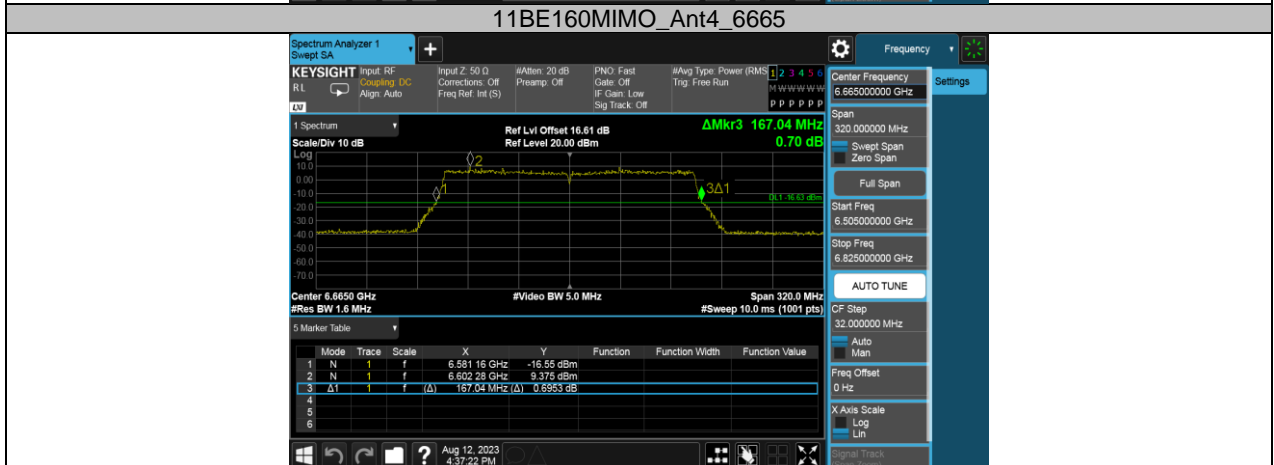 11BE160MIMO_Ant4_6665
Spectrum Analyzer 1
Swept SA
+
Frequency
KEYSIGHT Input: RF Input Z: 50 Ω #Atten: 20 dB PNO: Fast #Avg Type: Power (RMS 1 2 3 4 5 6
RL Coupling: DC Corrections: Off Preamp: Off Gate: Off Trig: Free Run M W W W W W
Align: Auto Freq Ref: Int (S) IF Gain: Low P P P P P P
LXI Sig Track: Off
1 Spectrum
Ref Lvl Offset 16.61 dB ΔMkr3 167.04 MHz
Scale/Div 10 dB Ref Level 20.00 dBm 0.70 dB
Log
10.0
0.00
-10.0
-20.0
-30.0
-40.0
-50.0
-60.0
-70.0
2
1
3Δ1
DL1 -16.63 dBm
Center 6.6650 GHz #Video BW 5.0 MHz Span 320.0 MHz
#Res BW 1.6 MHz #Sweep 10.0 ms (1001 pts)
5 Marker Table
Mode Trace Scale X Y Function Function Width Function Value
1 N 1 f 6.581 16 GHz -16.55 dBm
2 N 1 f 6.602 28 GHz 9.375 dBm
3 Δ1 1 f (Δ) 167.04 MHz (Δ) 0.6953 dB
4
5
6
?
Aug 12, 2023
4:37:22 PM
Center Frequency
6.665000000 GHz
Settings
Span
320.000000 MHz
Swept Span
Zero Span
Full Span
Start Freq
6.505000000 GHz
Stop Freq
6.825000000 GHz
AUTO TUNE
CF Step
32.000000 MHz
Auto
Man
Freq Offset
0 Hz
X Axis Scale
Log
Lin
Signal Track